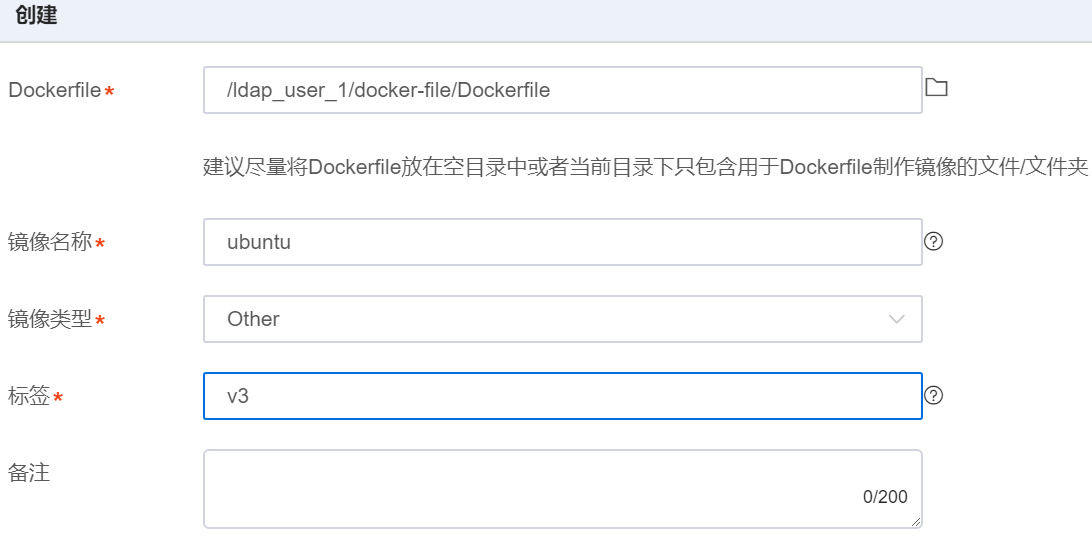 创建
Dockerfile* /ldap_user_1/docker-file/Dockerfile
建议尽量将Dockerfile放在空目录中或者当前目录下只包含用于Dockerfile制作镜像的文件/文件夹
镜像名称* ubuntu
镜像类型* Other
标签* v3
备注
0/200